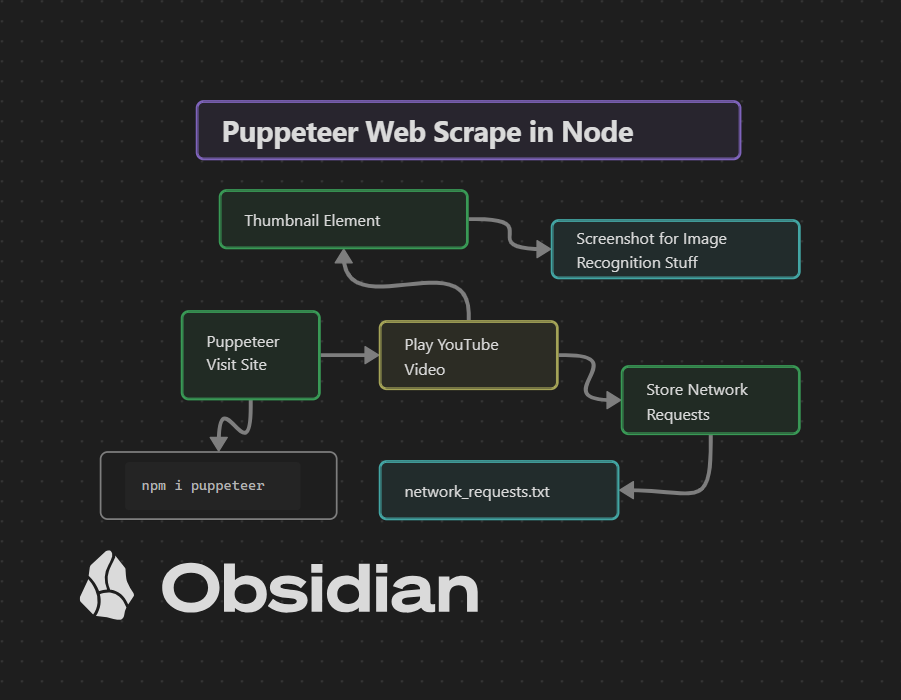 Puppeteer Web Scrape in Node
Thumbnail Element
Screenshot for Image
Recognition Stuff
Puppeteer
Visit Site
Play YouTube
Video
Store Network
Requests
npm i puppeteer
network_requests.txt
Obsidian